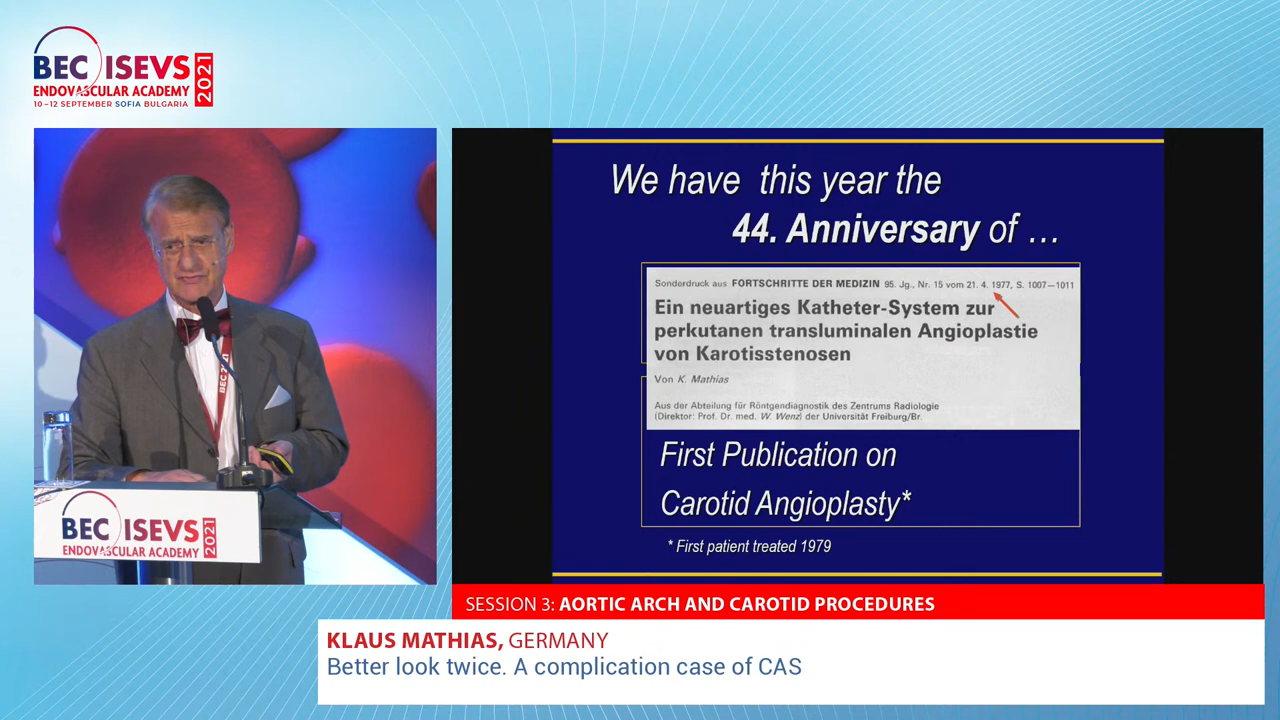 BEC ISEVS
ENDOVASCULAR ACADEMY
2021
10–12 SEPTEMBER SOFIA BULGARIA
BEC 2021
BEC ISEVS
ENDOVASCULAR ACADEMY
2021
We have this year the
44. Anniversary of ...
Sonderdruck aus FORTSCHRITTE DER MEDIZIN 95. Jg., Nr. 15 vom 21. 4. 1977, S. 1007–1011
Ein neuartiges Katheter-System zur
perkutanen transluminalen Angioplastie
von Karotisstenosen
Von K. Mathias
Aus der Abteilung für Röntgendiagnostik des Zentrums Radiologie
(Direktor: Prof. Dr. med. W. Wenz) der Universität Freiburg/Br.
First Publication on
Carotid Angioplasty*
* First patient treated 1979
SESSION 3: AORTIC ARCH AND CAROTID PROCEDURES
KLAUS MATHIAS, GERMANY
Better look twice. A complication case of CAS